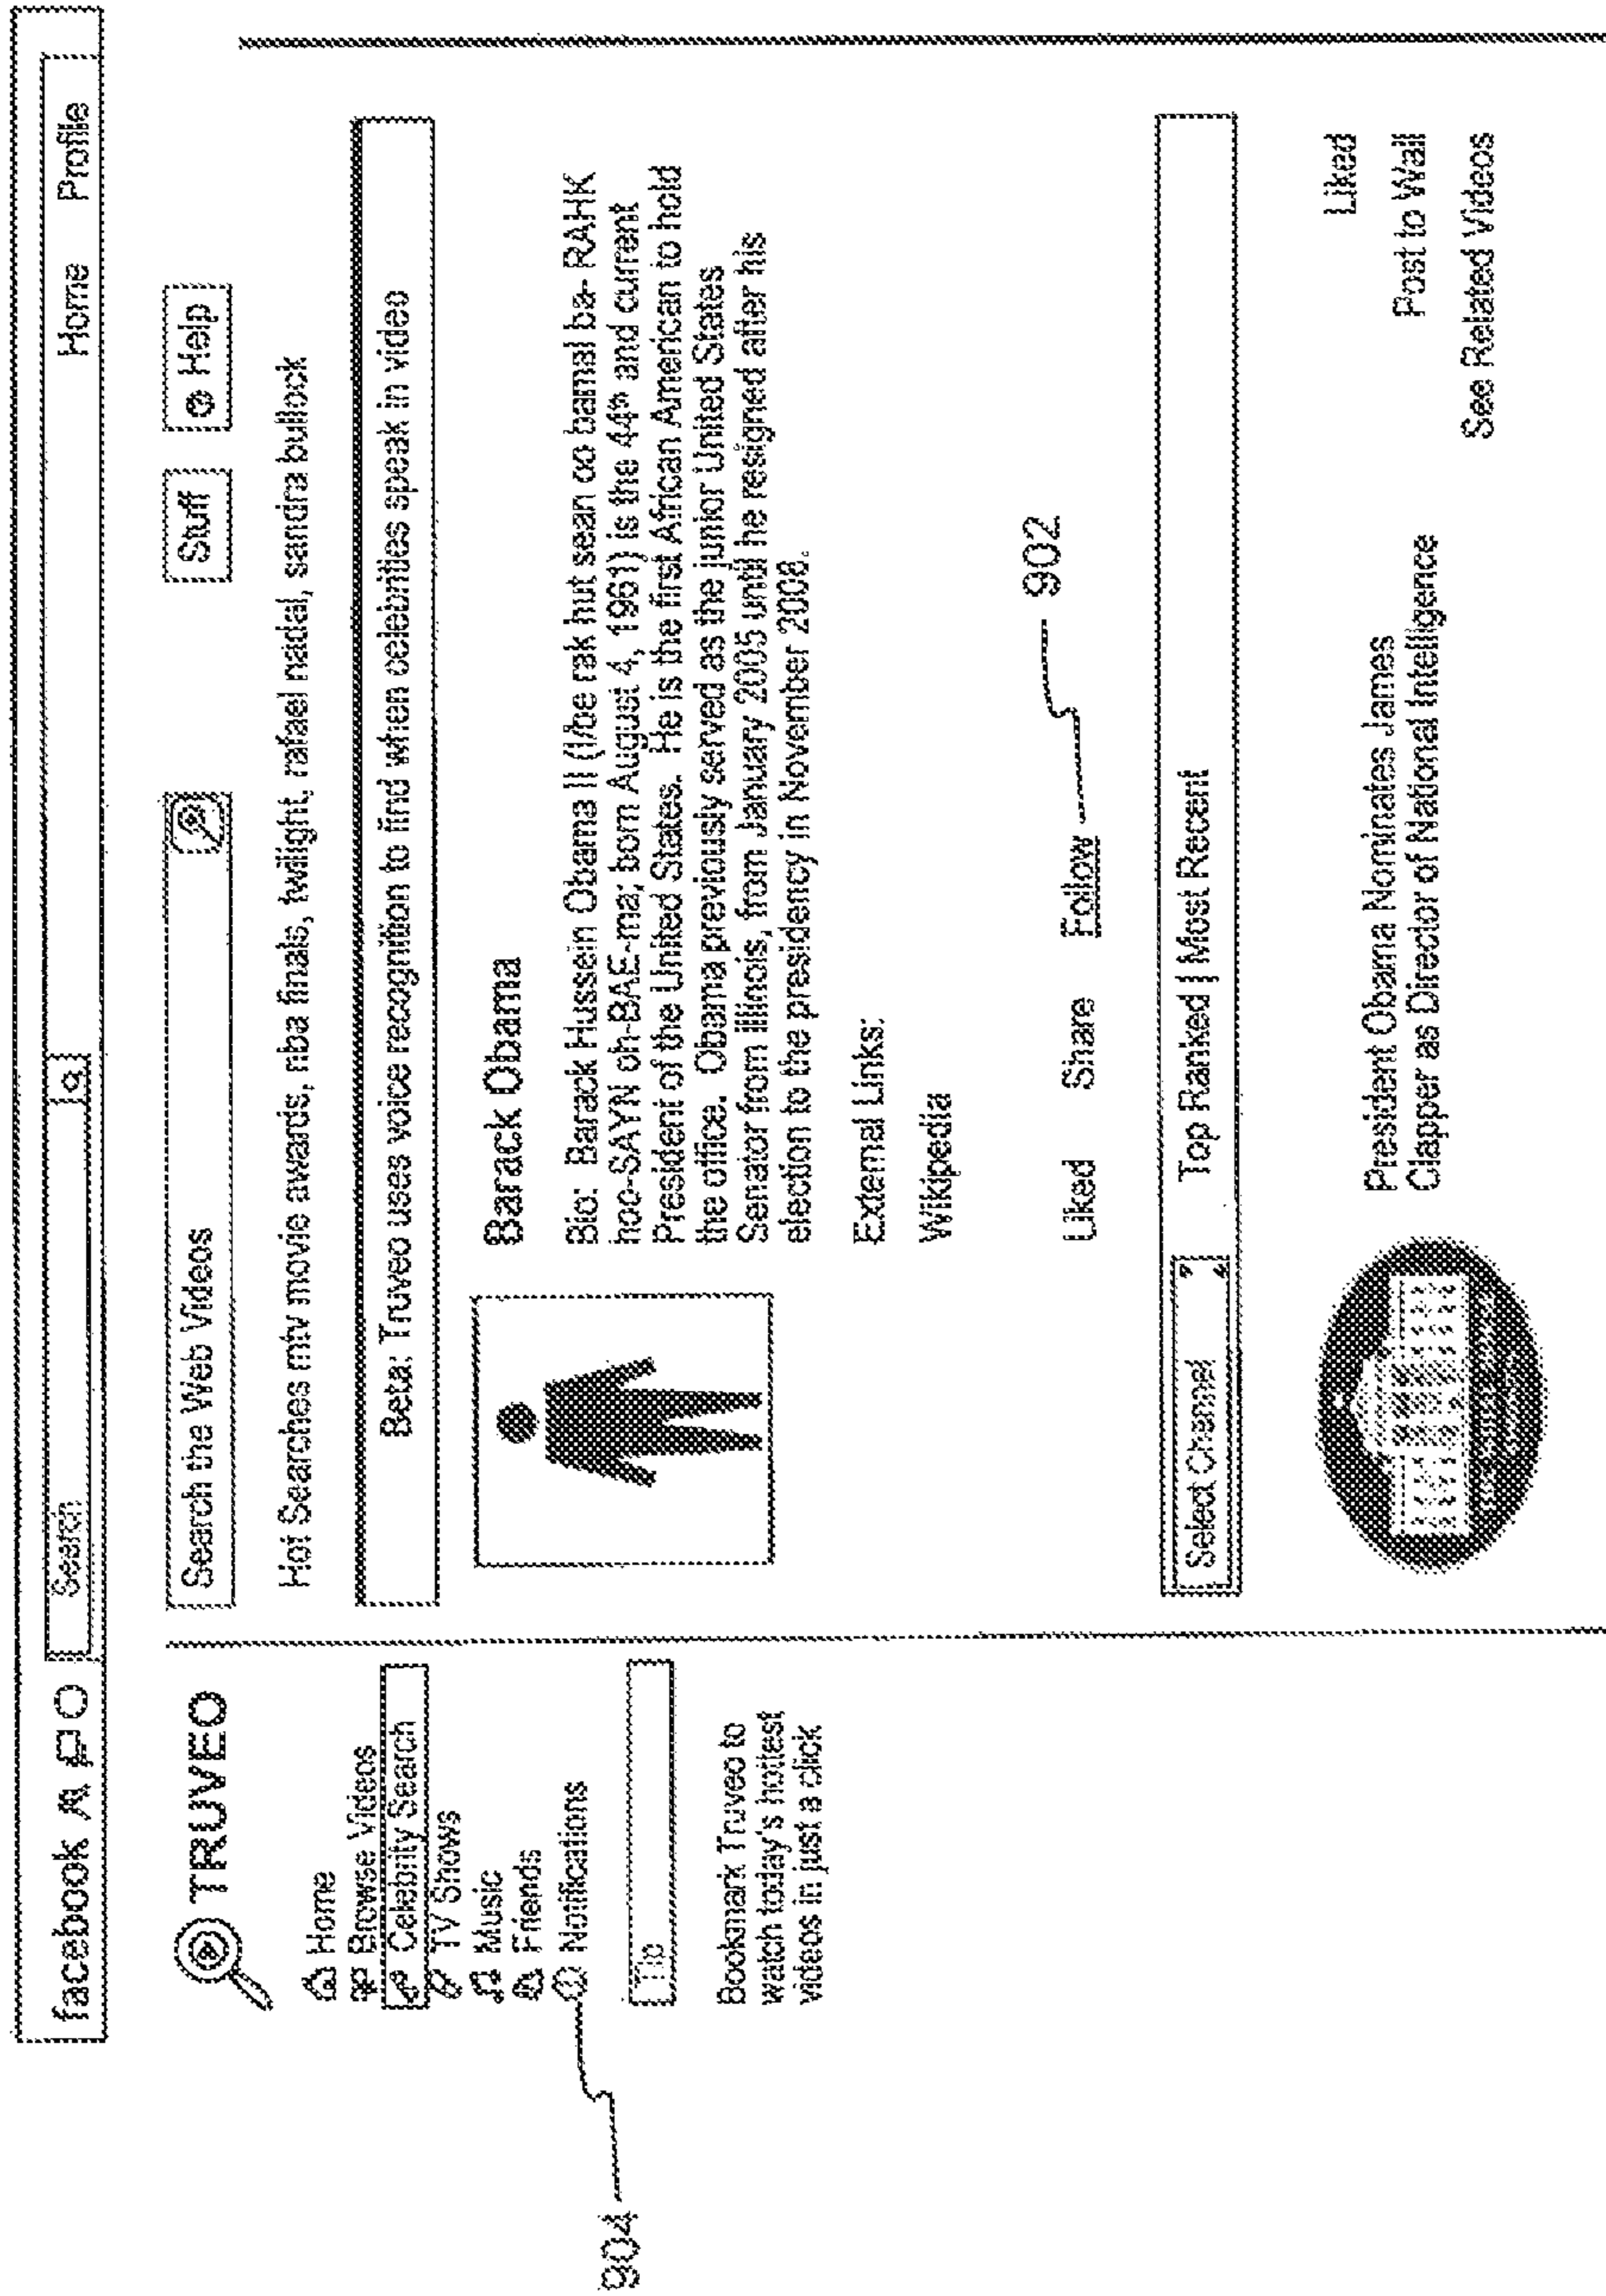 facebook
Search
Home Profile
TRUVEO
Search the Web Videos
Stuff
Help
Hot Searches mtv movie awards, nba finals, twilight, rafael nadal, sandra bullock
Home
Browse Videos
Celebrity Search
TV Shows
Music
Friends
Notifications
904
Tip
Bookmark Truveo to
watch today's hottest
videos in just a click
Beta: Truveo uses voice recognition to find when celebrities speak in video
Barack Obama
Bio: Barack Hussein Obama II (I/be rak hut sean oo bamal ba- RAHK
hoo-SAYN oh-BAE-ma; born August 4, 1961) is the 44th and current
President of the United States. He is the first African American to hold
the office. Obama previously served as the junior United States
Senator from Illinois, from January 2005 until he resigned after his
election to the presidency in November 2008.
External Links:
Wikipedia
Liked Share Follow
902
Select Channel
Top Ranked | Most Recent
President Obama Nominates James
Clapper as Director of National Intelligence
Liked
Post to Wall
See Related Videos